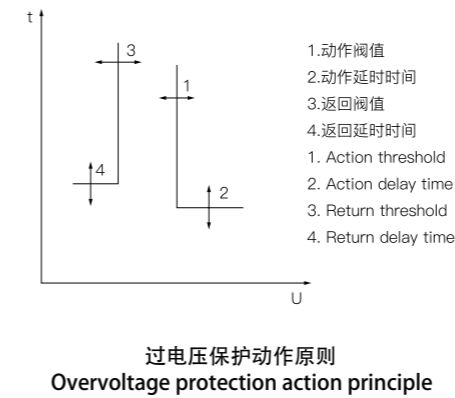 t
3
1
4
2
U
1.动作阀值
2.动作延时时间
3.返回阀值
4.返回延时时间
1. Action threshold
2. Action delay time
3. Return threshold
4. Return delay time
过电压保护动作原则
Overvoltage protection action principle